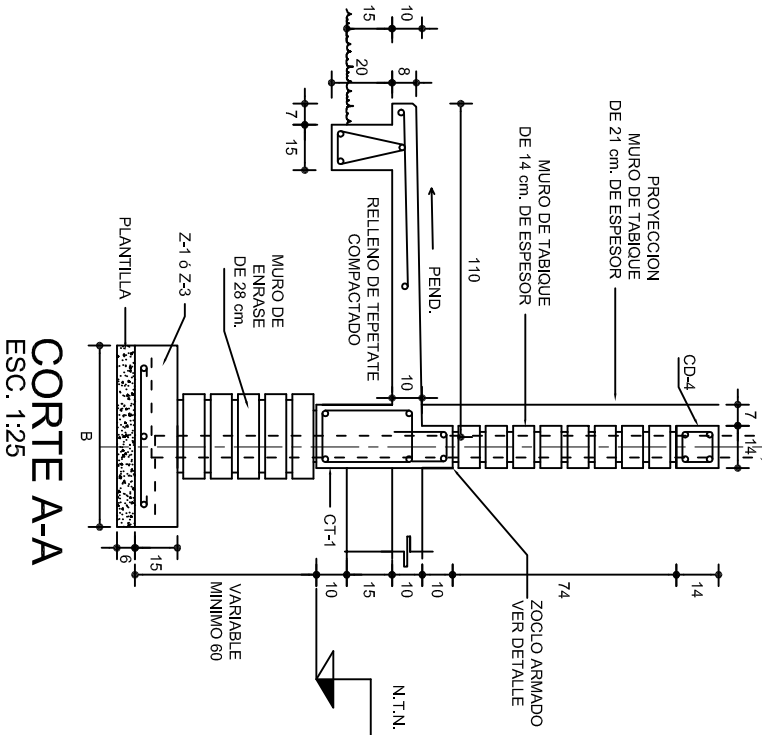 15
10
20
8
7
15
110
PEND.
PROYECCION
MURO DE TABIQUE
DE 21 cm. DE ESPESOR
MURO DE TABIQUE
DE 14 cm. DE ESPESOR
CD-4
7
14
RELLENO DE TEPETATE
COMPACTADO
10
MURO DE
ENRASE
DE 28 cm.
Z-1 ó Z-3
PLANTILLA
B
CT-1
ZOCLO ARMADO
VER DETALLE
6
15
VARIABLE
MINIMO 60
10
15
10
10
74
14
N.T.N.
CORTE A-A
ESC. 1:25